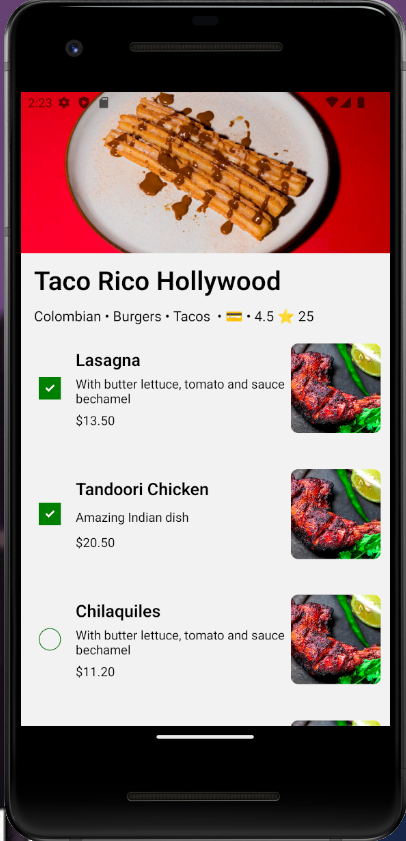 2:23
Taco Rico Hollywood
Colombian • Burgers • Tacos • 💳 • 4.5 ⭐ 25
Lasagna
With butter lettuce, tomato and sauce
bechamel
$13.50
Tandoori Chicken
Amazing Indian dish
$20.50
Chilaquiles
With butter lettuce, tomato and sauce
bechamel
$11.20